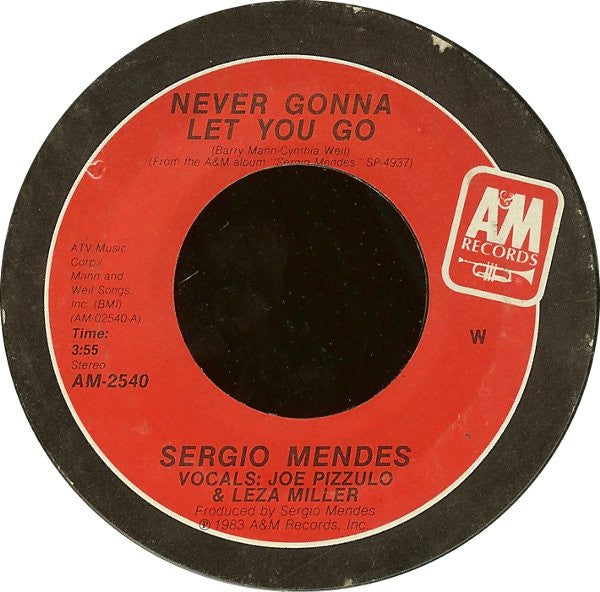 NEVER GONNA
LET YOU GO
(Barry Mann-Cynthia Weil)
(From the A&M album "Sergio Mendes" SP-4937)
A&M
RECORDS
ATV Music
Corp./
Mann and
Weil Songs,
Inc. (BMI)
(AM-02540-A)
Time:
3:55
Stereo
AM-2540
W
SERGIO MENDES
VOCALS: JOE PIZZULO
& LEZA MILLER
Produced by Sergio Mendes
℗ 1983 A&M Records, Inc.